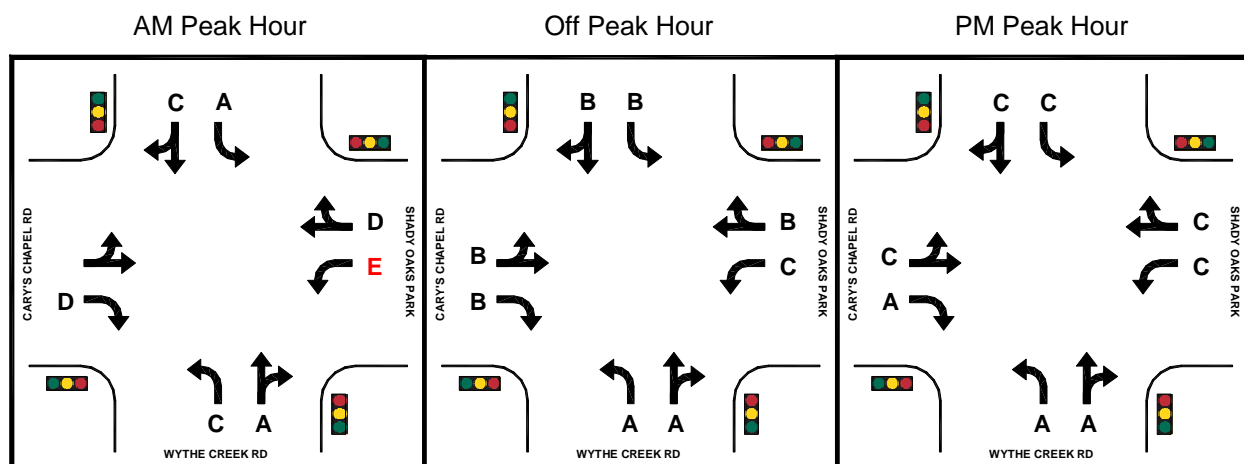 AM Peak Hour
Off Peak Hour
PM Peak Hour
C A
D
E
D
C A
CARY'S CHAPEL RD
SHADY OAKS PARK
WYTHE CREEK RD
B B
B
C
B
B
A A
CARY'S CHAPEL RD
SHADY OAKS PARK
WYTHE CREEK RD
C C
C
C
C
A
A A
CARY'S CHAPEL RD
SHADY OAKS PARK
WYTHE CREEK RD